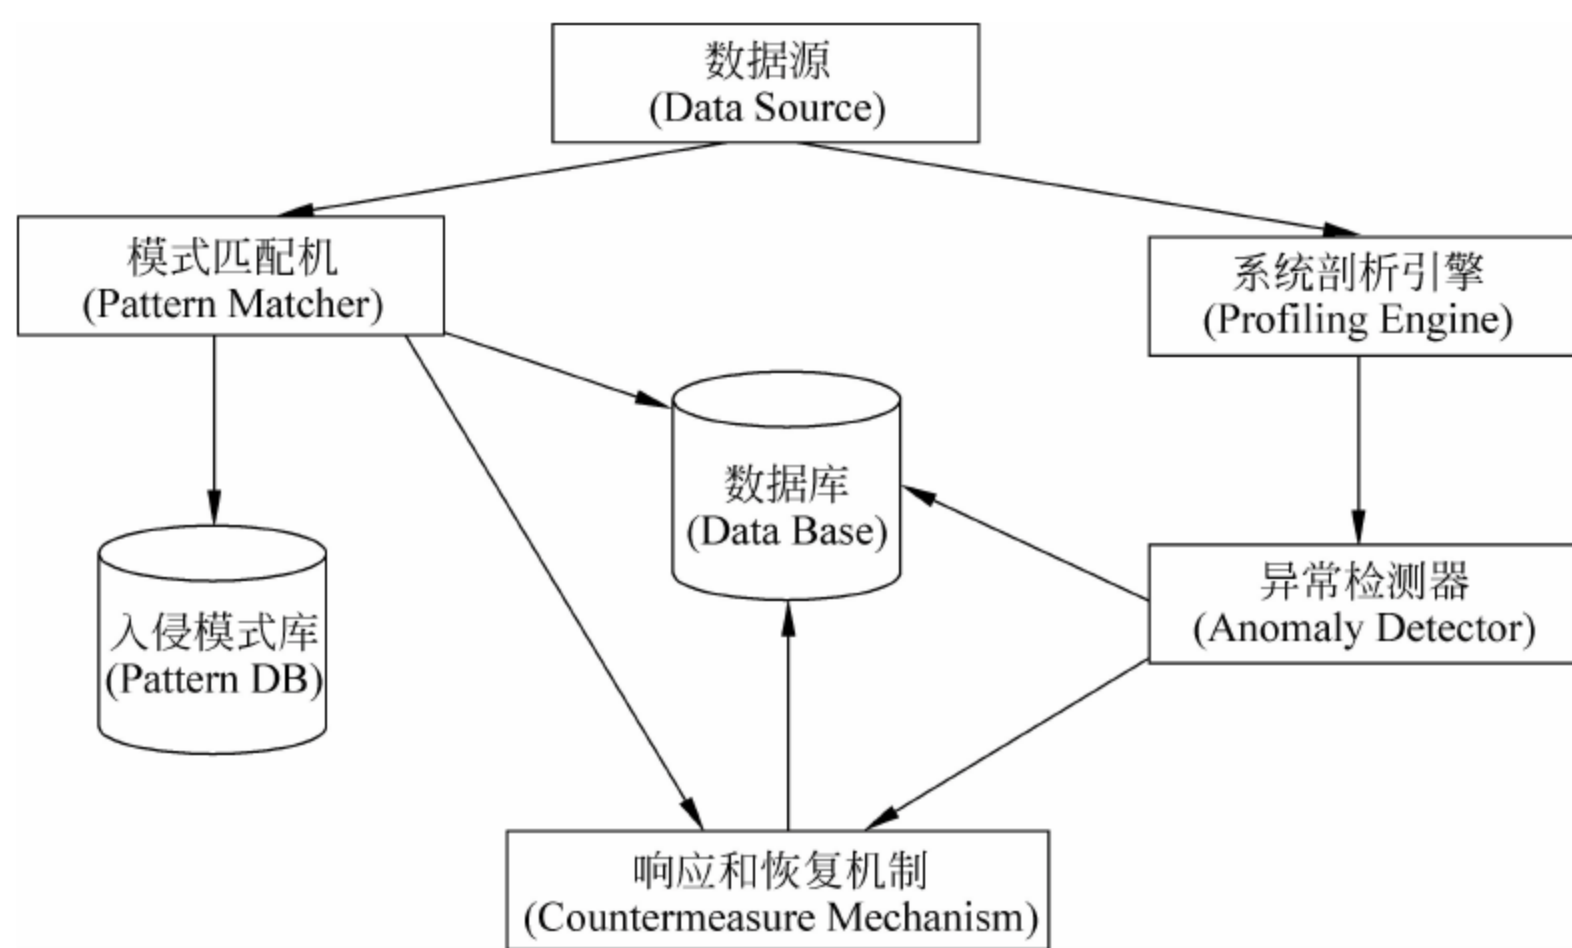 数据源
(Data Source)
模式匹配机
(Pattern Matcher)
系统剖析引擎
(Profiling Engine)
数据库
(Data Base)
入侵模式库
(Pattern DB)
异常检测器
(Anomaly Detector)
响应和恢复机制
(Countermeasure Mechanism)